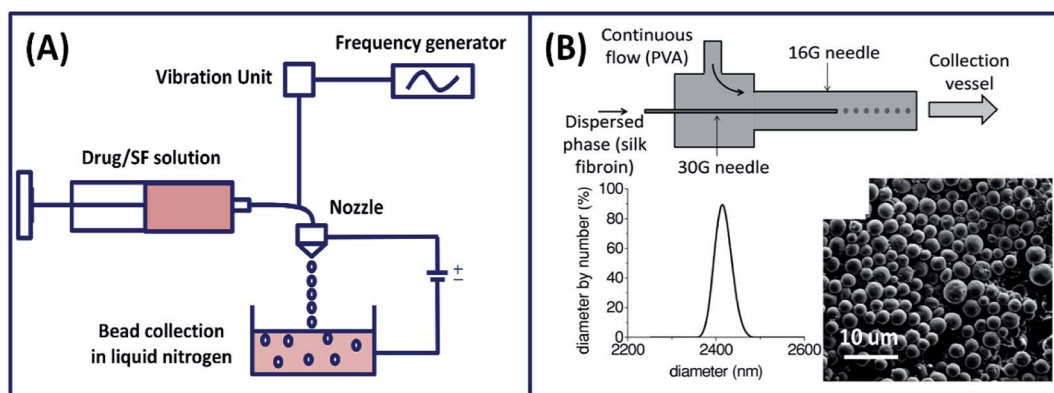 (A)
Frequency generator
Vibration Unit
Drug/SF solution
Nozzle
+
−
Bead collection
in liquid nitrogen
(B)
Continuous
flow (PVA)
16G needle
Collection
vessel
Dispersed
phase (silk
fibroin)
30G needle
diameter by number (%)
100
80
60
40
20
0
2200
2400
2600
diameter (nm)
10 um